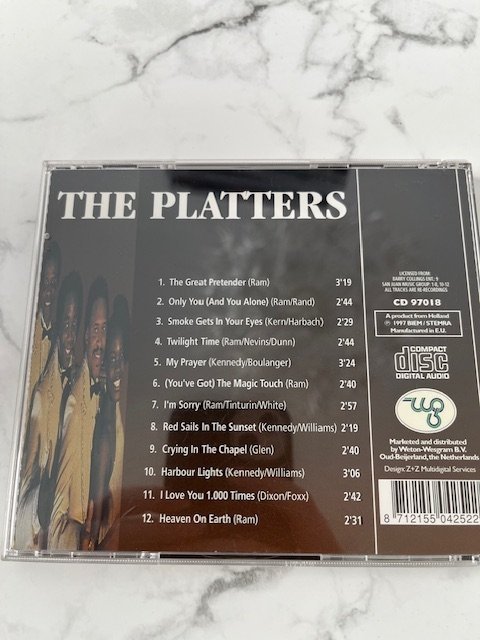 THE PLATTERS
1. The Great Pretender (Ram) 3'19
2. Only You (And You Alone) (Ram/Rand) 2'44
3. Smoke Gets In Your Eyes (Kern/Harbach) 2'29
4. Twilight Time (Ram/Nevins/Dunn) 2'44
5. My Prayer (Kennedy/Boulanger) 3'24
6. (You've Got) The Magic Touch (Ram) 2'40
7. I'm Sorry (Ram/Tinturin/White) 2'57
8. Red Sails In The Sunset (Kennedy/Williams) 2'19
9. Crying In The Chapel (Glen) 2'40
10. Harbour Lights (Kennedy/Williams) 3'06
11. I Love You 1.000 Times (Dixon/Foxx) 2'42
12. Heaven On Earth (Ram) 2'31
LICENSED FROM:
BARRY COLLINGS ENT.: 9
SAN JUAN MUSIC GROUP: 1-8, 10-12
ALL TRACKS ARE RE-RECORDINGS
CD 97018
A product from Holland
℗ 1997 BIEM / STEMRA
Manufactured in E.U.
COMPACT
disc
DIGITAL AUDIO
wg
Marketed and distributed
by Weton-Wesgram B.V.
Oud-Beijerland, the Netherlands
Design: Z+Z Multidigital Services
8 712155 042522